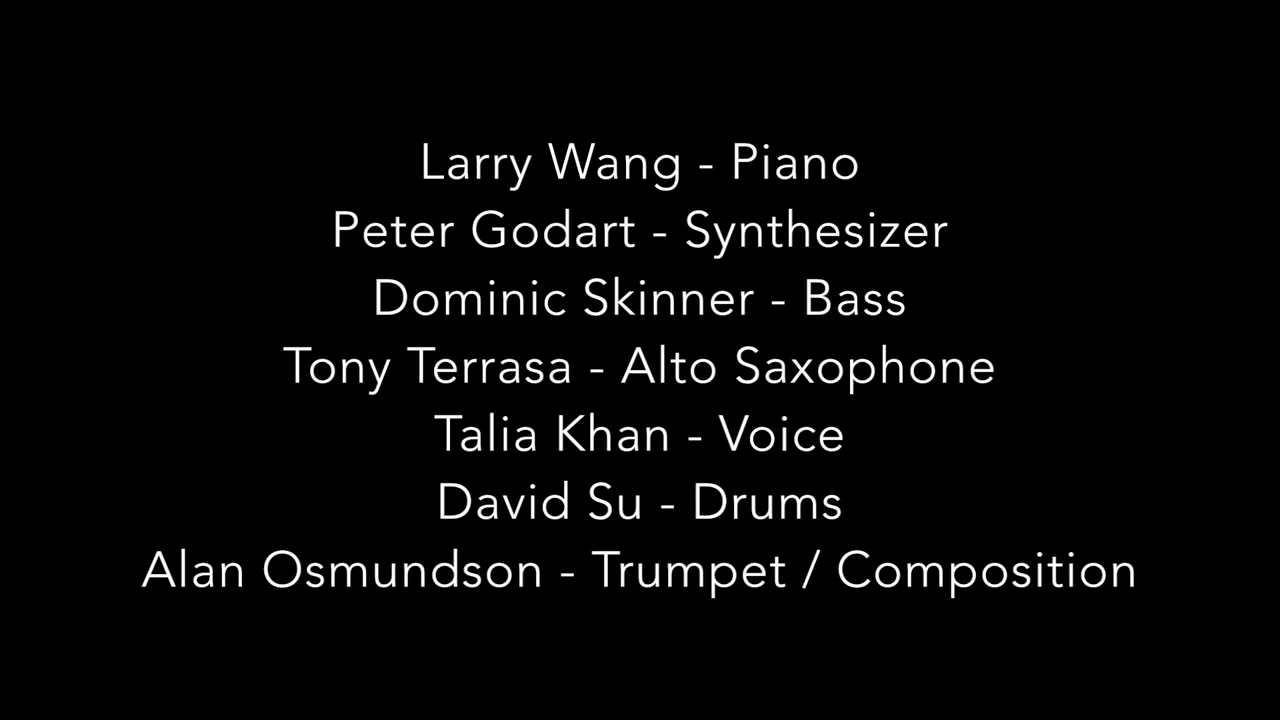 Larry Wang - Piano
Peter Godart - Synthesizer
Dominic Skinner - Bass
Tony Terrasa - Alto Saxophone
Talia Khan - Voice
David Su - Drums
Alan Osmundson - Trumpet / Composition